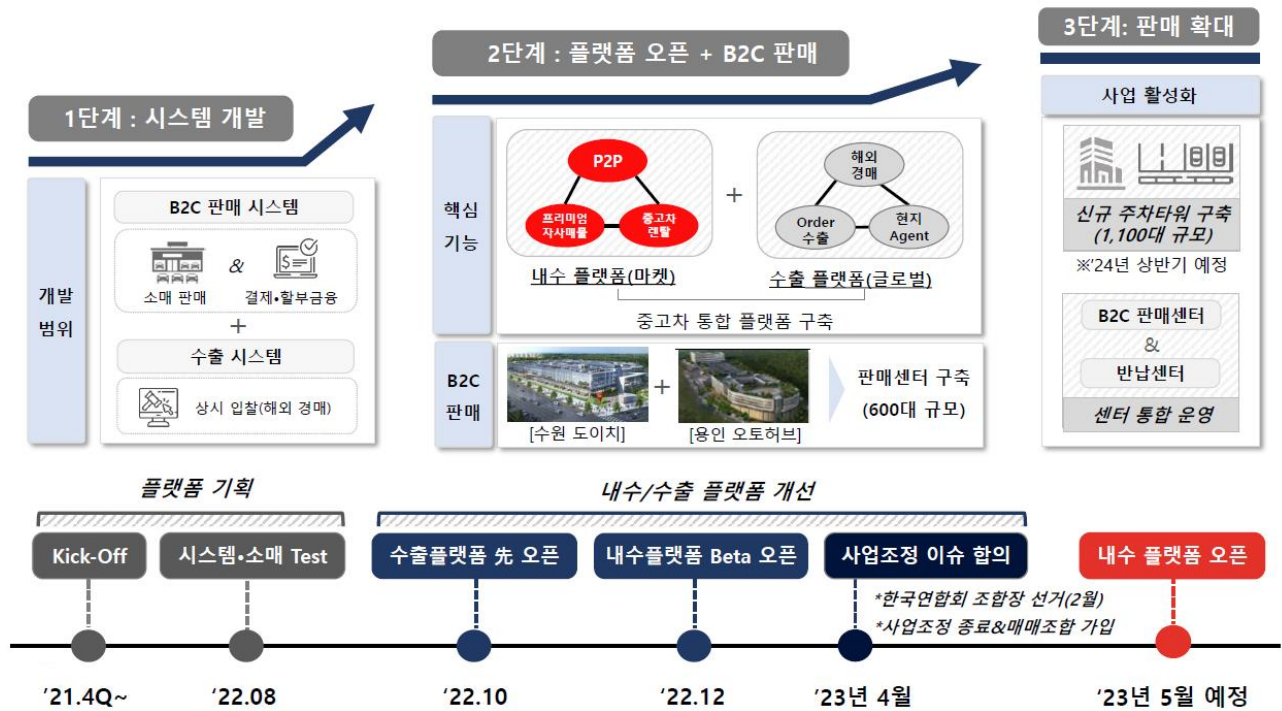 1단계 : 시스템 개발
개발
범위
B2C 판매 시스템
&
소매 판매
결제•할부금융
+
수출 시스템
상시 입찰(해외 경매)
2단계 : 플랫폼 오픈 + B2C 판매
핵심
기능
P2P
프리미엄
자사매물
중고차
렌탈
내수 플랫폼(마켓)
+
해외
경매
Order
수출
현지
Agent
수출 플랫폼(글로벌)
중고차 통합 플랫폼 구축
B2C
판매
[수원 도이치]
+
[용인 오토허브]
판매센터 구축
(600대 규모)
3단계: 판매 확대
사업 활성화
신규 주차타워 구축
(1,100대 규모)
※'24년 상반기 예정
B2C 판매센터
&
반납센터
센터 통합 운영
플랫폼 기획
내수/수출 플랫폼 개선
Kick-Off
시스템•소매 Test
수출플랫폼 先 오픈
내수플랫폼 Beta 오픈
사업조정 이슈 합의
내수 플랫폼 오픈
*한국연합회 조합장 선거(2월)
*사업조정 종료&매매조합 가입
'21.4Q~
'22.08
'22.10
'22.12
'23년 4월
'23년 5월 예정